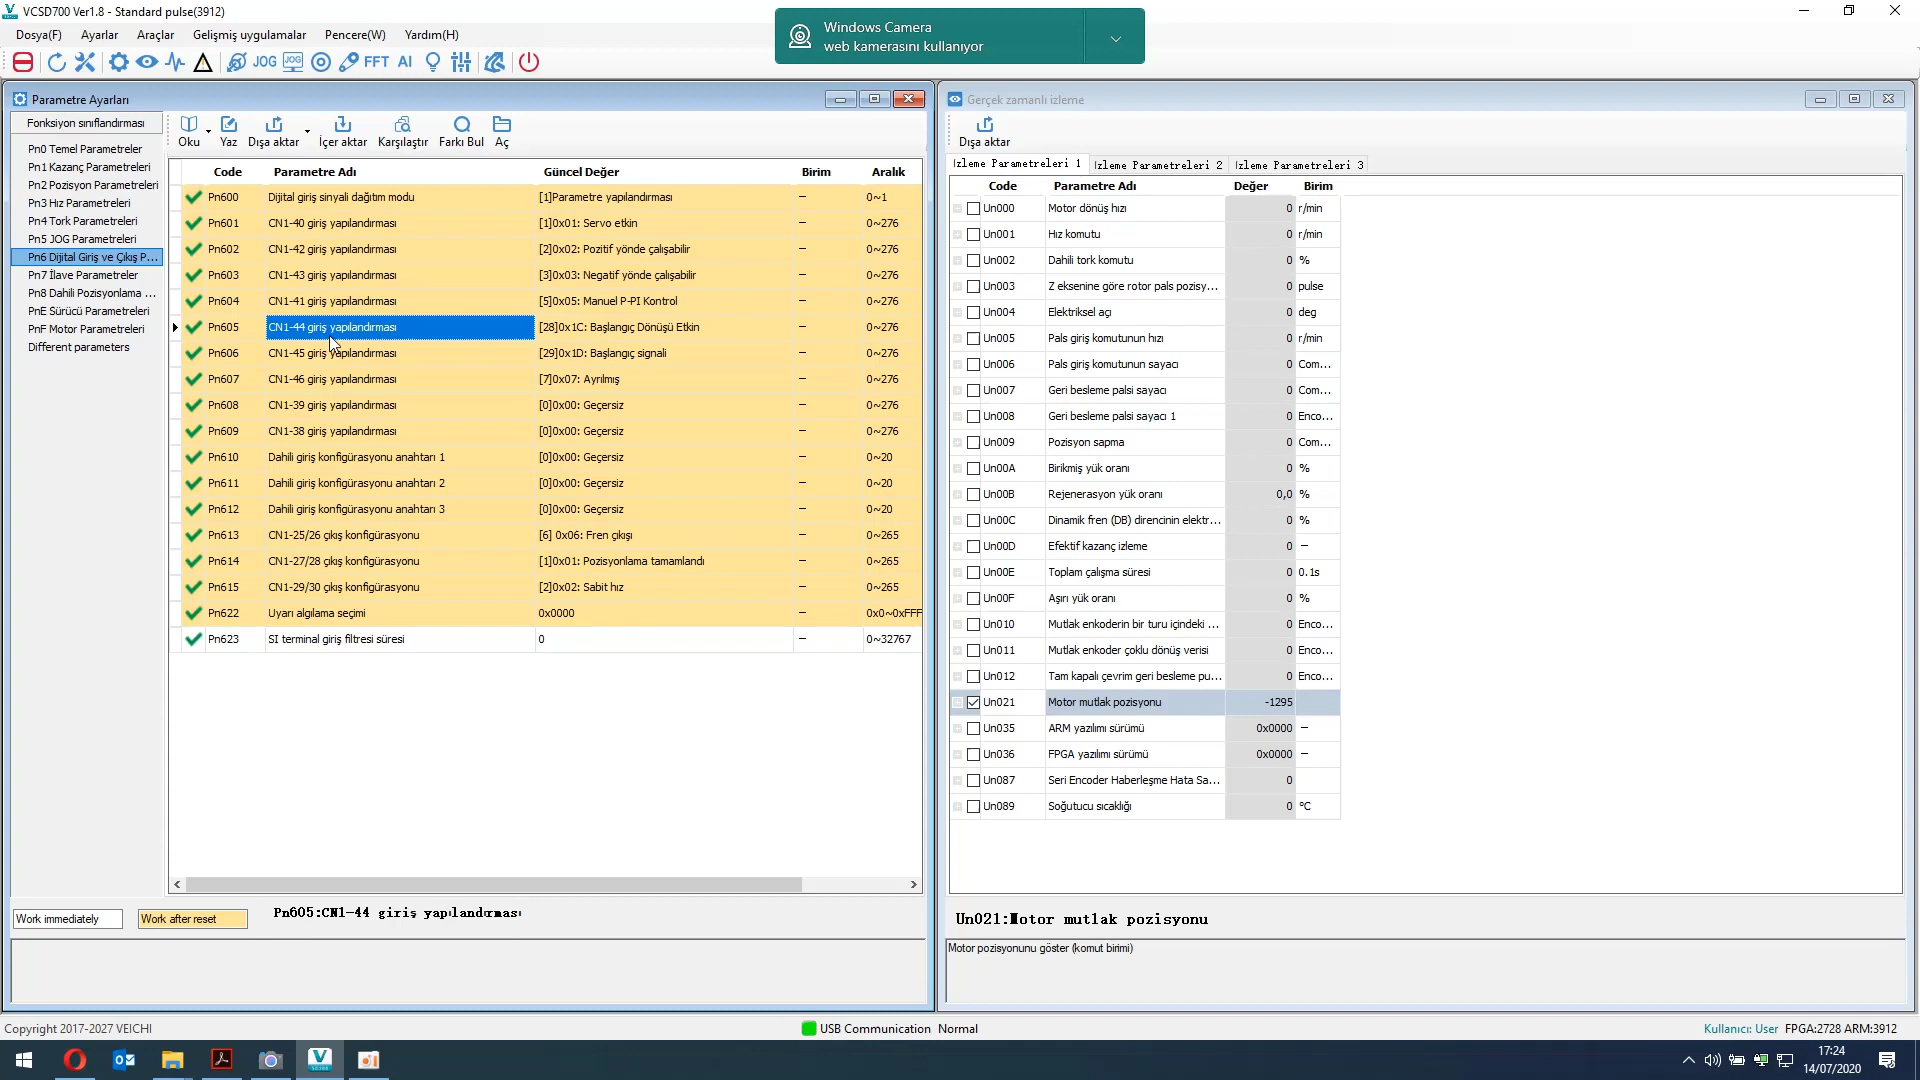 VCSD700 Ver1.8 - Standard pulse(3912)
Windows Camera
web kamerasını kullanıyor
Dosya(F) Ayarlar Araçlar Gelişmiş uygulamalar Pencere(W) Yardım(H)
JOG JOG FFT AI
Parametre Ayarları
Fonksiyon sınıflandırması
Pn0 Temel Parametreler
Pn1 Kazanç Parametreleri
Pn2 Pozisyon Parametreleri
Pn3 Hız Parametreleri
Pn4 Tork Parametreleri
Pn5 JOG Parametreleri
Pn6 Dijital Giriş ve Çıkış P...
Pn7 İlave Parametreler
Pn8 Dahili Pozisyonlama ...
PnE Sürücü Parametreleri
PnF Motor Parametreleri
Different parameters
Oku Yaz Dışa aktar İçer aktar Karşılaştır Farkı Bul Aç
Code Parametre Adı Güncel Değer Birim Aralık
Pn600 Dijital giriş sinyali dağıtım modu [1]Parametre yapılandırması — 0~1
Pn601 CN1-40 giriş yapılandırması [1]0x01: Servo etkin — 0~276
Pn602 CN1-42 giriş yapılandırması [2]0x02: Pozitif yönde çalışabilir — 0~276
Pn603 CN1-43 giriş yapılandırması [3]0x03: Negatif yönde çalışabilir — 0~276
Pn604 CN1-41 giriş yapılandırması [5]0x05: Manuel P-PI Kontrol — 0~276
Pn605 CN1-44 giriş yapılandırması [28]0x1C: Başlangıç Dönüşü Etkin — 0~276
Pn606 CN1-45 giriş yapılandırması [29]0x1D: Başlangıç signali — 0~276
Pn607 CN1-46 giriş yapılandırması [7]0x07: Ayrılmış — 0~276
Pn608 CN1-39 giriş yapılandırması [0]0x00: Geçersiz — 0~276
Pn609 CN1-38 giriş yapılandırması [0]0x00: Geçersiz — 0~276
Pn610 Dahili giriş konfigürasyonu anahtarı 1 [0]0x00: Geçersiz — 0~20
Pn611 Dahili giriş konfigürasyonu anahtarı 2 [0]0x00: Geçersiz — 0~20
Pn612 Dahili giriş konfigürasyonu anahtarı 3 [0]0x00: Geçersiz — 0~20
Pn613 CN1-25/26 çıkış konfigürasyonu [6] 0x06: Fren çıkışı — 0~265
Pn614 CN1-27/28 çıkış konfigürasyonu [1]0x01: Pozisyonlama tamamlandı — 0~265
Pn615 CN1-29/30 çıkış konfigürasyonu [2]0x02: Sabit hız — 0~265
Pn622 Uyarı algılama seçimi 0x0000 — 0x0~0xFFF
Pn623 SI terminal giriş filtresi süresi 0 — 0~32767
Work immediately Work after reset Pn605:CN1-44 giriş yapılandırması
Gerçek zamanlı izleme
Dışa aktar
İzleme Parametreleri 1 İzleme Parametreleri 2 İzleme Parametreleri 3
Code Parametre Adı Değer Birim
Un000 Motor dönüş hızı 0 r/min
Un001 Hız komutu 0 r/min
Un002 Dahili tork komutu 0 %
Un003 Z eksenine göre rotor pals pozisy... 0 pulse
Un004 Elektriksel açı 0 deg
Un005 Pals giriş komutunun hızı 0 r/min
Un006 Pals giriş komutunun sayacı 0 Com...
Un007 Geri besleme palsi sayacı 0 Com...
Un008 Geri besleme palsi sayacı 1 0 Enco...
Un009 Pozisyon sapma 0 Com...
Un00A Birikmiş yük oranı 0 %
Un00B Rejenerasyon yük oranı 0,0 %
Un00C Dinamik fren (DB) direncinin elektr... 0 %
Un00D Efektif kazanç izleme 0 —
Un00E Toplam çalışma süresi 0 0.1s
Un00F Aşırı yük oranı 0 %
Un010 Mutlak enkoderin bir turu içindeki ... 0 Enco...
Un011 Mutlak enkoder çoklu dönüş verisi 0 Enco...
Un012 Tam kapalı çevrim geri besleme pu... 0 Enco...
Un021 Motor mutlak pozisyonu -1295
Un035 ARM yazılımı sürümü 0x0000 —
Un036 FPGA yazılımı sürümü 0x0000 —
Un087 Seri Encoder Haberleşme Hata Sa... 0
Un089 Soğutucu sıcaklığı 0 °C
Un021:Motor mutlak pozisyonu
Motor pozisyonunu göster (komut birimi)
Copyright 2017-2027 VEICHI USB Communication Normal Kullanıcı: User FPGA:2728 ARM:3912
17:24
14/07/2020